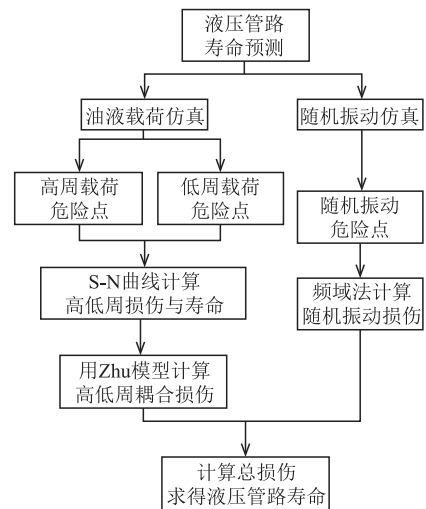 液压管路
寿命预测
油液载荷仿真
随机振动仿真
高周载荷
危险点
低周载荷
危险点
随机振动
危险点
S-N曲线计算
高低周损伤与寿命
频域法计算
随机振动损伤
用Zhu模型计算
高低周耦合损伤
计算总损伤
求得液压管路寿命